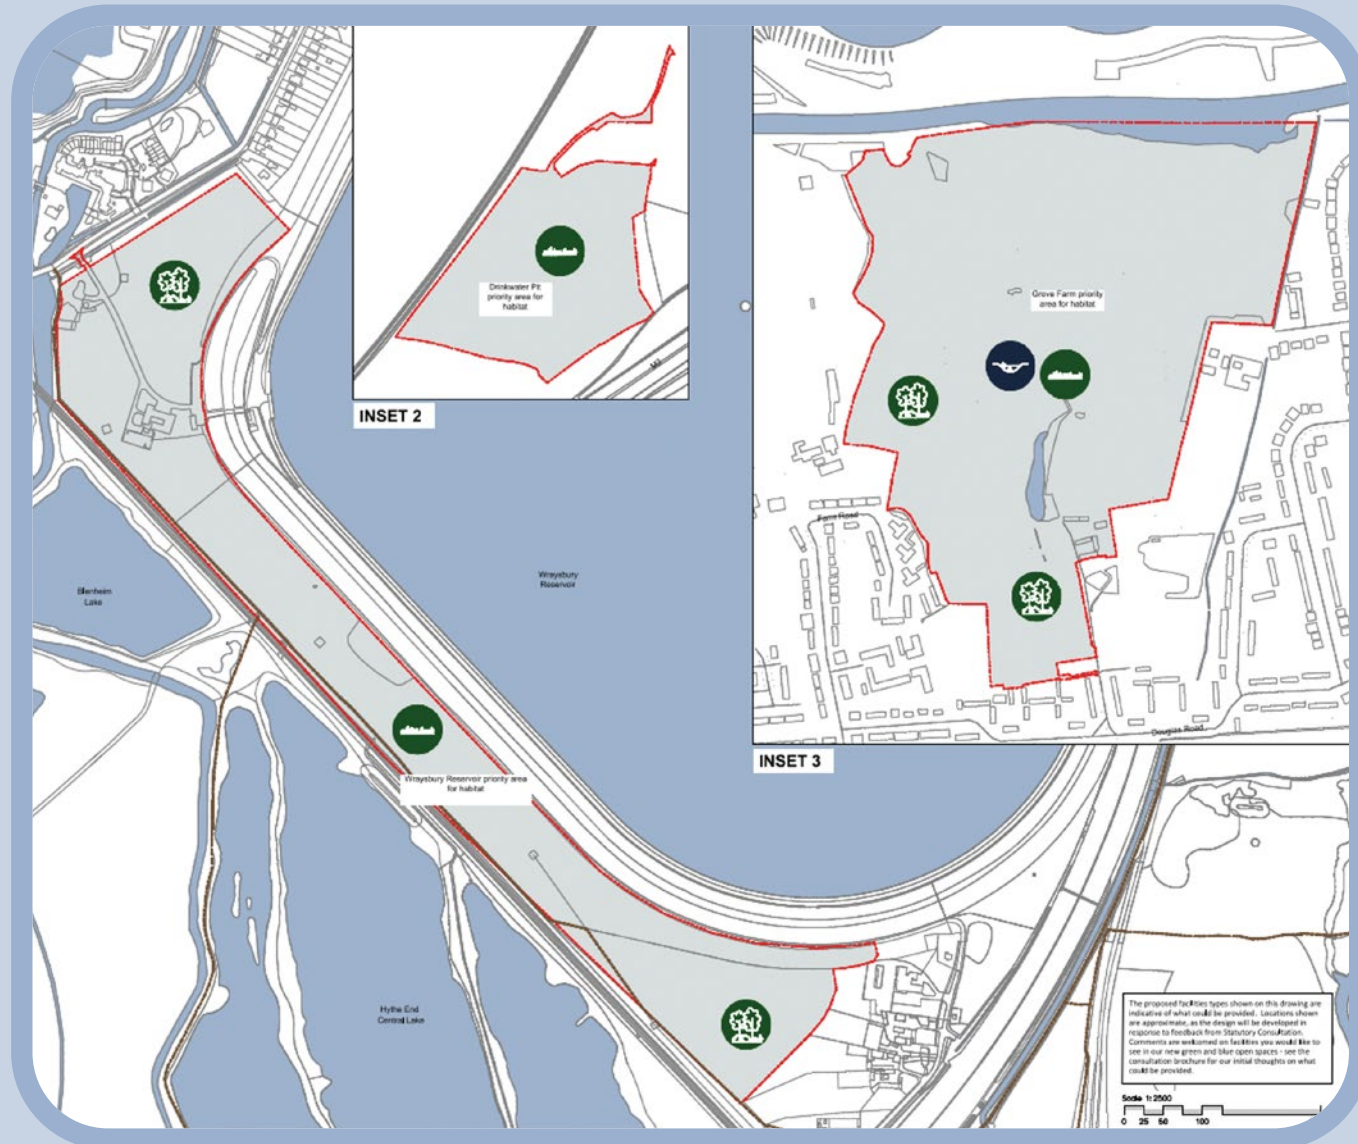 Drinkwater Pit
priority area for
habitat
M3
INSET 2
Grove Farm priority
area for habitat
Farm Road
Douglas Road
INSET 3
Blenheim
Lake
Wraysbury
Reservoir
Wraysbury Reservoir priority area
for habitat
Hythe End
Central Lake
The proposed facilities types shown on this drawing are
indicative of what could be provided. Locations shown
are approximate, as the design will be developed in
response to feedback from Statutory Consultation.
Comments are welcomed on facilities you would like to
see in our new green and blue open spaces - see the
consultation brochure for our initial thoughts on what
could be provided.
Scale 1: 2500
0 25 50 100